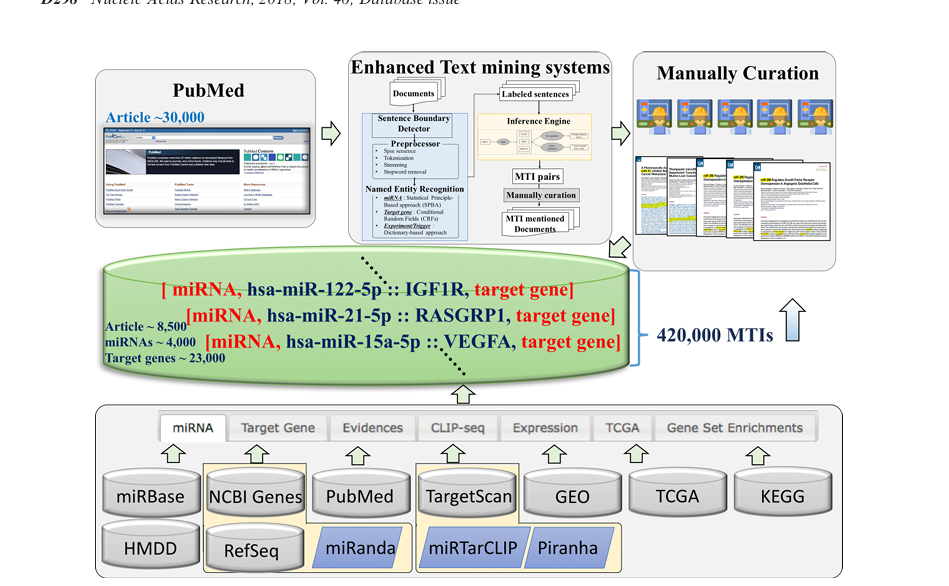 D296 Nucleic Acids Research, 2018, Vol. 46, Database issue
PubMed
Article ~30,000
Enhanced Text mining systems
Documents
Sentence Boundary
Detector
Preprocessor
• Spin sentence
• Tokenization
• Stemming
• Stopword removal
Named Entity Recognition
• miRNA : Statistical Principle-
Based approach (SPBA)
• Target gene : Conditional
Random Fields (CRFs)
• Experiment/Trigger :
Dictionary-based approach
Labeled sentences
Inference Engine
MTI pairs
Manually curation
MTI mentioned
Documents
Manually Curation
[ miRNA, hsa-miR-122-5p :: IGF1R, target gene]
[miRNA, hsa-miR-21-5p :: RASGRP1, target gene]
[miRNA, hsa-miR-15a-5p :: VEGFA, target gene]
Article ~ 8,500
miRNAs ~ 4,000
Target genes ~ 23,000
420,000 MTIs
miRNA Target Gene Evidences CLIP-seq Expression TCGA Gene Set Enrichments
miRBase NCBI Genes PubMed TargetScan GEO TCGA KEGG
HMDD RefSeq miRanda miRTarCLIP Piranha